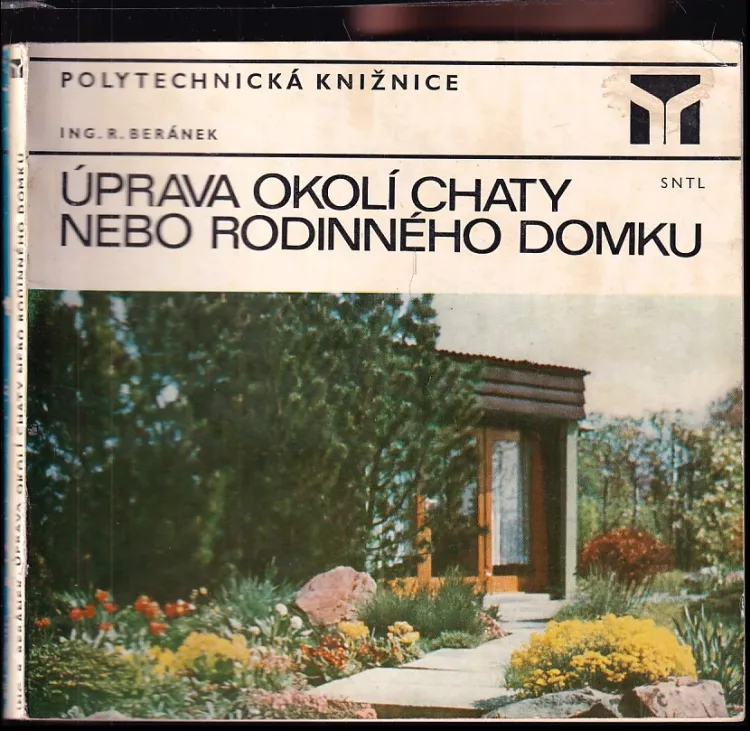 POLYTECHNICKÁ KNIŽNICE
ING. R. BERÁNEK
ÚPRAVA OKOLÍ CHATY
NEBO RODINNÉHO DOMKU
SNTL
ING. R. BERÁNEK: ÚPRAVA OKOLÍ CHATY NEBO RODINNÉHO DOMKU